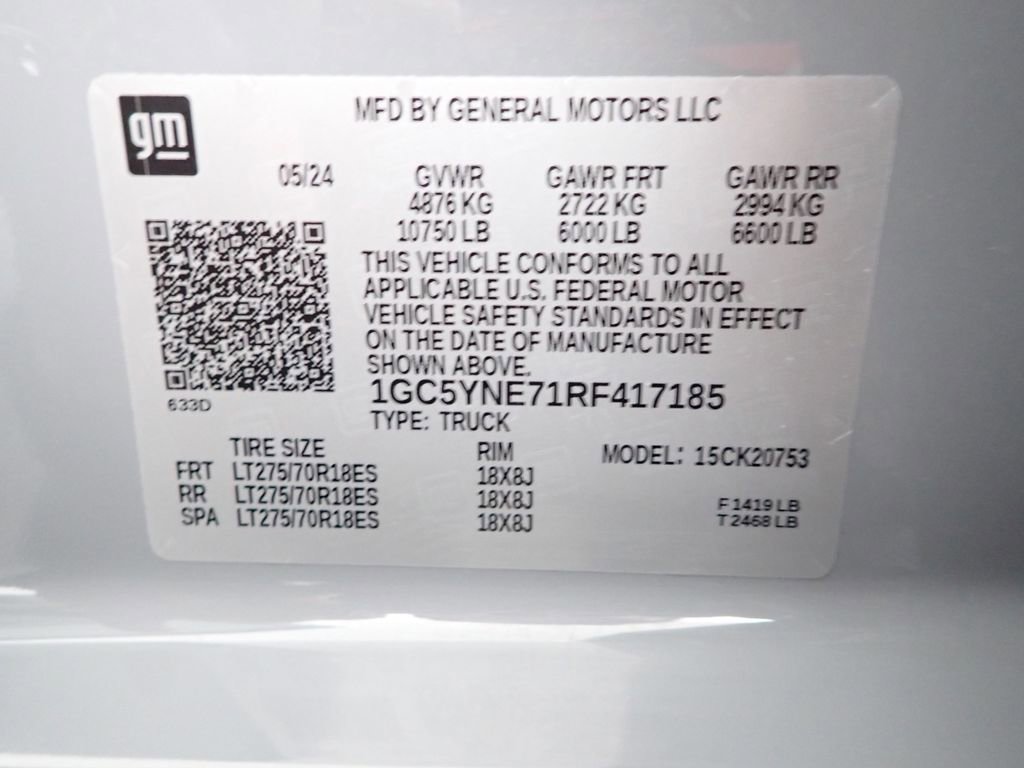 gm
MFD BY GENERAL MOTORS LLC
05/24 GVWR GAWR FRT GAWR RR
4876 KG 2722 KG 2994 KG
10750 LB 6000 LB 6600 LB
THIS VEHICLE CONFORMS TO ALL
APPLICABLE U.S. FEDERAL MOTOR
VEHICLE SAFETY STANDARDS IN EFFECT
ON THE DATE OF MANUFACTURE
SHOWN ABOVE.
1GC5YNE71RF417185
633D
TYPE: TRUCK
TIRE SIZE RIM MODEL: 15CK20753
FRT LT275/70R18ES 18X8J
RR LT275/70R18ES 18X8J
SPA LT275/70R18ES 18X8J
F 1419 LB
T 2468 LB